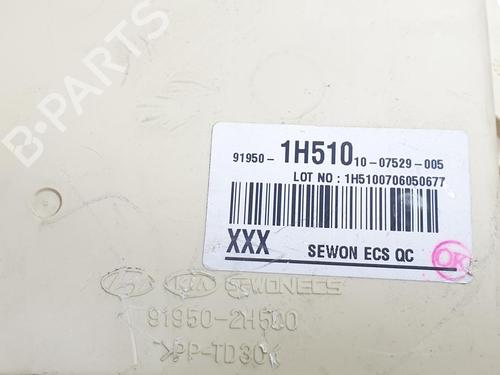 B-PARTS
91950- 1H510 10-07529-005
LOT NO : 1H5100706050677
XXX SEWON ECS QC OK
KIA SEWONECS
91950-2H500
>PP-TD30<